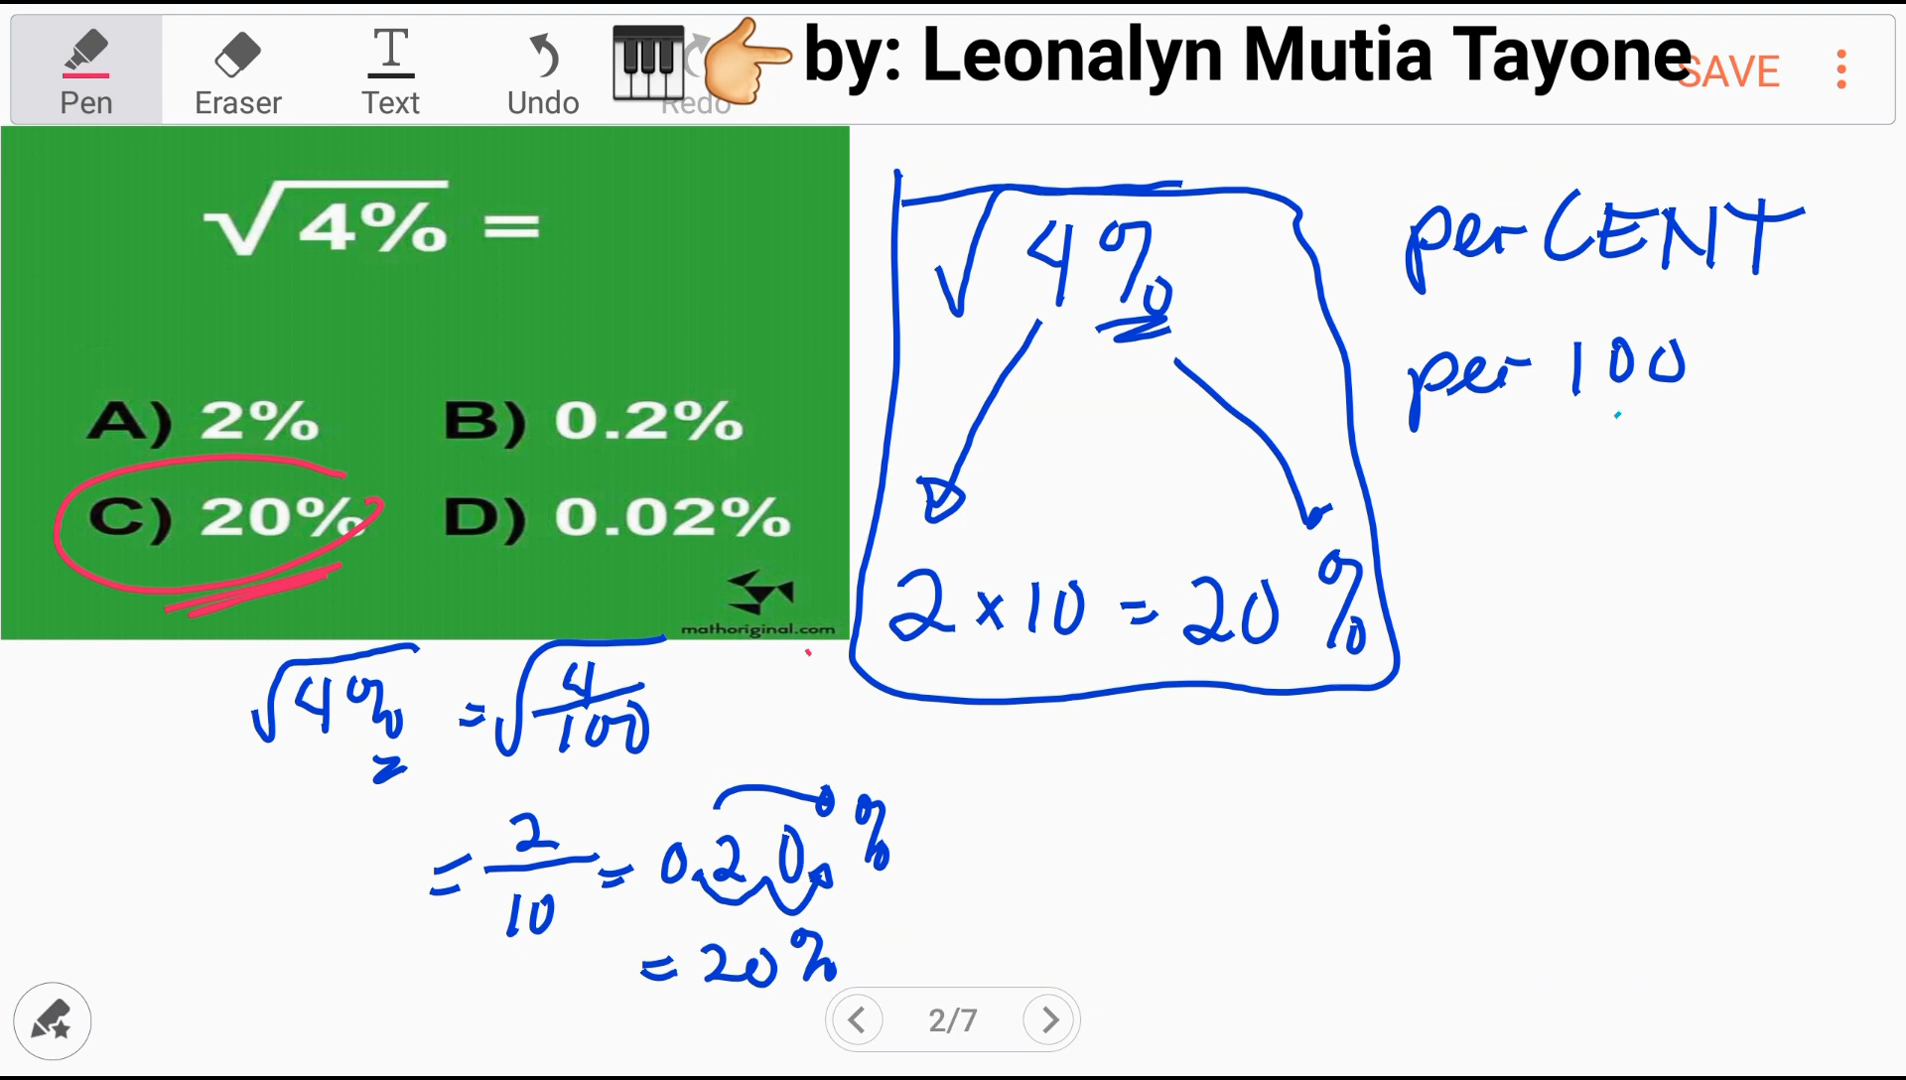 Pen
Eraser
Text
Undo
Redo
by: Leonalyn Mutia Tayone
SAVE
√4% =
A) 2%
B) 0.2%
C) 20%
D) 0.02%
mathoriginal.com
√4%
2 × 10 = 20 %
per CENT
per 100
√4% = √4/100
= 2/10 = 0.20. %
= 20%
2/7